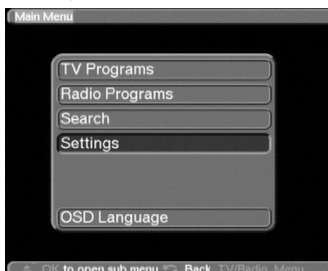 Main Menu
TV Programs
Radio Programs
Search
Settings
OSD Language
OK to open sub menu Back TV/Radio Menu